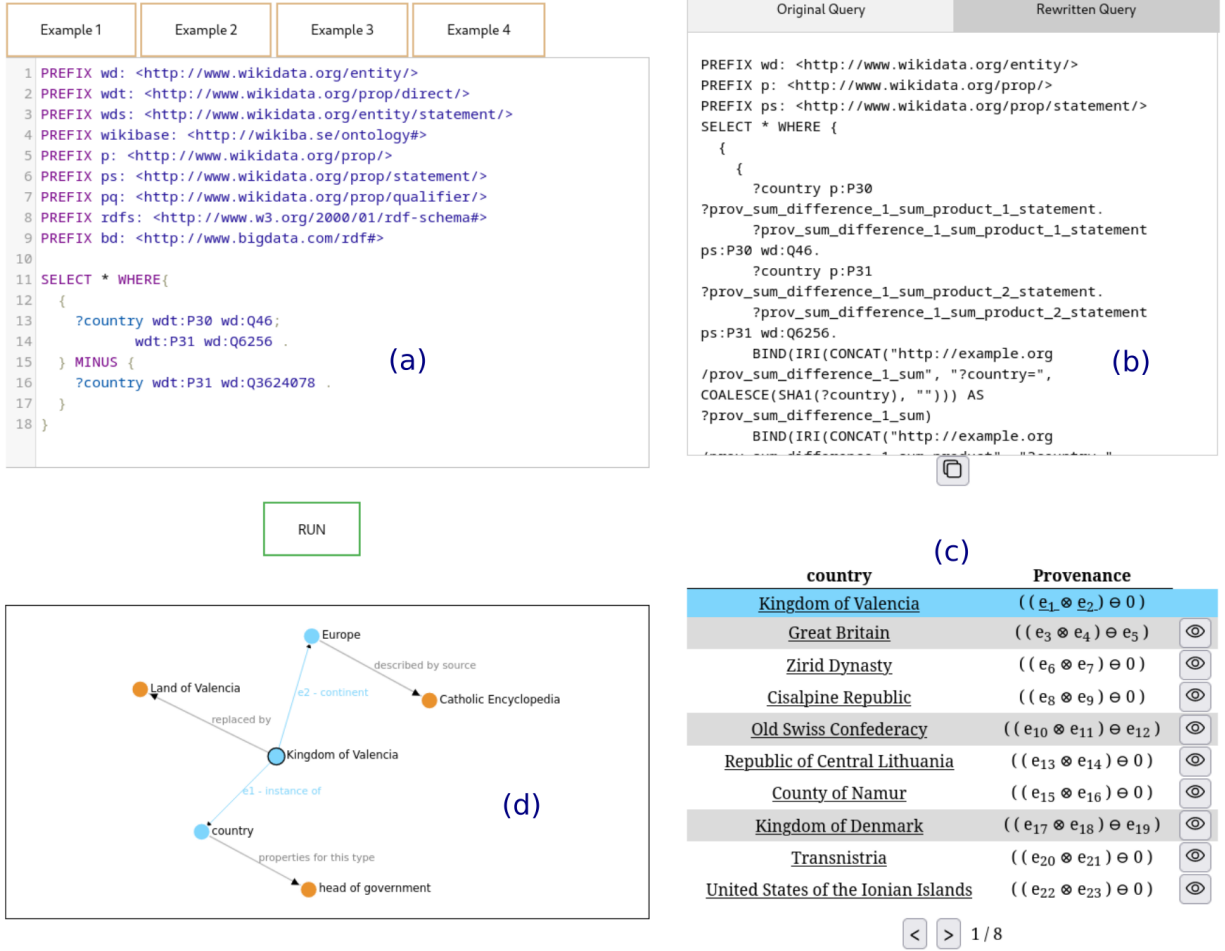 Example 1
Example 2
Example 3
Example 4
1 PREFIX wd: <http://www.wikidata.org/entity/>
2 PREFIX wdt: <http://www.wikidata.org/prop/direct/>
3 PREFIX wds: <http://www.wikidata.org/entity/statement/>
4 PREFIX wikibase: <http://wikiba.se/ontology#>
5 PREFIX p: <http://www.wikidata.org/prop/>
6 PREFIX ps: <http://www.wikidata.org/prop/statement/>
7 PREFIX pq: <http://www.wikidata.org/prop/qualifier/>
8 PREFIX rdfs: <http://www.w3.org/2000/01/rdf-schema#>
9 PREFIX bd: <http://www.bigdata.com/rdf#>
10
11 SELECT * WHERE{
12 {
13 ?country wdt:P30 wd:Q46;
14 wdt:P31 wd:Q6256 .
15 } MINUS {
16 ?country wdt:P31 wd:Q3624078 .
17 }
18 }
(a)
RUN
Original Query
Rewritten Query
PREFIX wd: <http://www.wikidata.org/entity/>
PREFIX p: <http://www.wikidata.org/prop/>
PREFIX ps: <http://www.wikidata.org/prop/statement/>
SELECT * WHERE {
{
{
?country p:P30
?prov_sum_difference_1_sum_product_1_statement.
?prov_sum_difference_1_sum_product_1_statement
ps:P30 wd:Q46.
?country p:P31
?prov_sum_difference_1_sum_product_2_statement.
?prov_sum_difference_1_sum_product_2_statement
ps:P31 wd:Q6256.
BIND(IRI(CONCAT("http://example.org
/prov_sum_difference_1_sum", "?country=",
COALESCE(SHA1(?country), ""))) AS
?prov_sum_difference_1_sum)
BIND(IRI(CONCAT("http://example.org
(b)
(c)
country Provenance
Kingdom of Valencia ((e1 ⊗ e2) ⊖ 0)
Great Britain ((e3 ⊗ e4) ⊖ e5)
Zirid Dynasty ((e6 ⊗ e7) ⊖ 0)
Cisalpine Republic ((e8 ⊗ e9) ⊖ 0)
Old Swiss Confederacy ((e10 ⊗ e11) ⊖ e12)
Republic of Central Lithuania ((e13 ⊗ e14) ⊖ 0)
County of Namur ((e15 ⊗ e16) ⊖ 0)
Kingdom of Denmark ((e17 ⊗ e18) ⊖ e19)
Transnistria ((e20 ⊗ e21) ⊖ 0)
United States of the Ionian Islands ((e22 ⊗ e23) ⊖ 0)
< > 1 / 8
Europe
described by source
Land of Valencia
e2 - continent
Catholic Encyclopedia
replaced by
Kingdom of Valencia
e1 - instance of
(d)
country
properties for this type
head of government